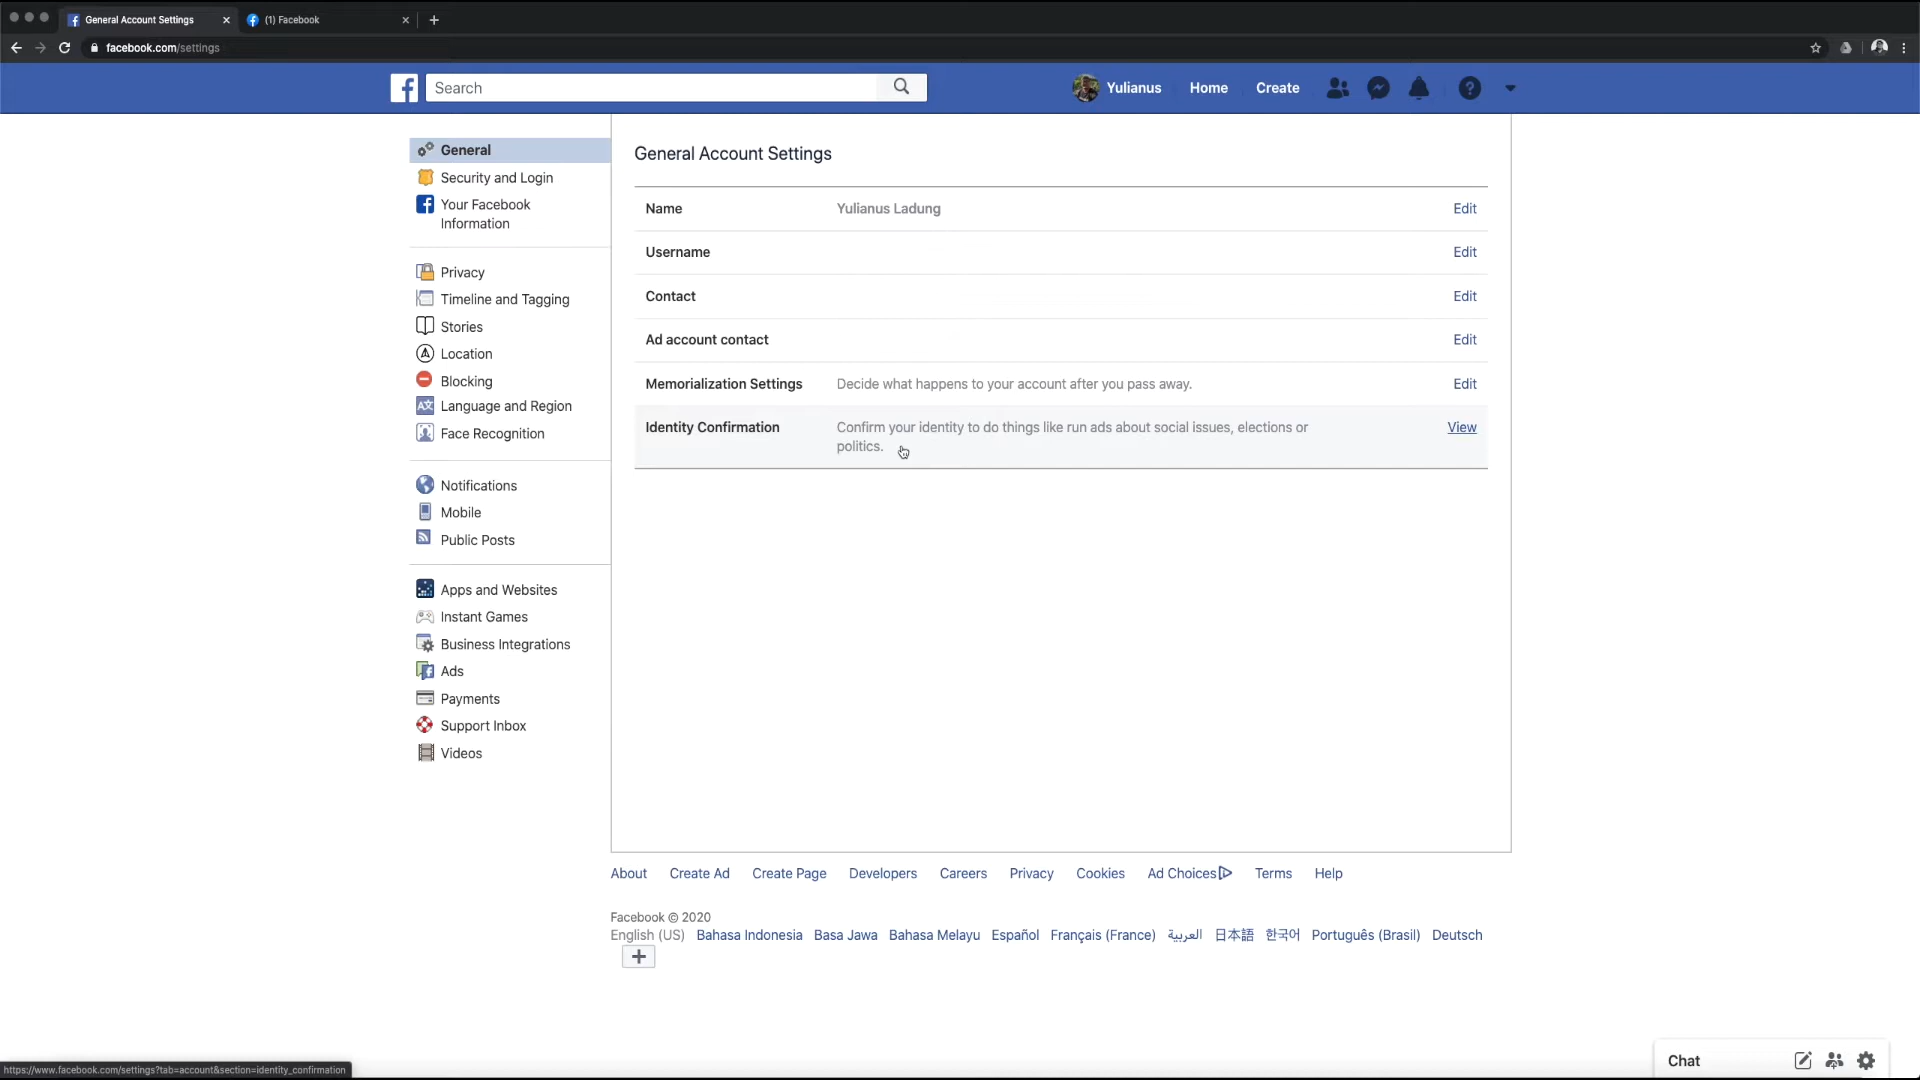 General Account Settings
(1) Facebook
facebook.com/settings
Search
Yulianus
Home
Create
General
Security and Login
Your Facebook
Information
Privacy
Timeline and Tagging
Stories
Location
Blocking
Language and Region
Face Recognition
Notifications
Mobile
Public Posts
Apps and Websites
Instant Games
Business Integrations
Ads
Payments
Support Inbox
Videos
General Account Settings
Name Yulianus Ladung Edit
Username Edit
Contact Edit
Ad account contact Edit
Memorialization Settings Decide what happens to your account after you pass away. Edit
Identity Confirmation Confirm your identity to do things like run ads about social issues, elections or View
politics.
About Create Ad Create Page Developers Careers Privacy Cookies Ad Choices Terms Help
Facebook © 2020
English (US) Bahasa Indonesia Basa Jawa Bahasa Melayu Español Français (France) العربية 日本語 한국어 Português (Brasil) Deutsch
Chat
https://www.facebook.com/settings?tab=account&section=identity_confirmation